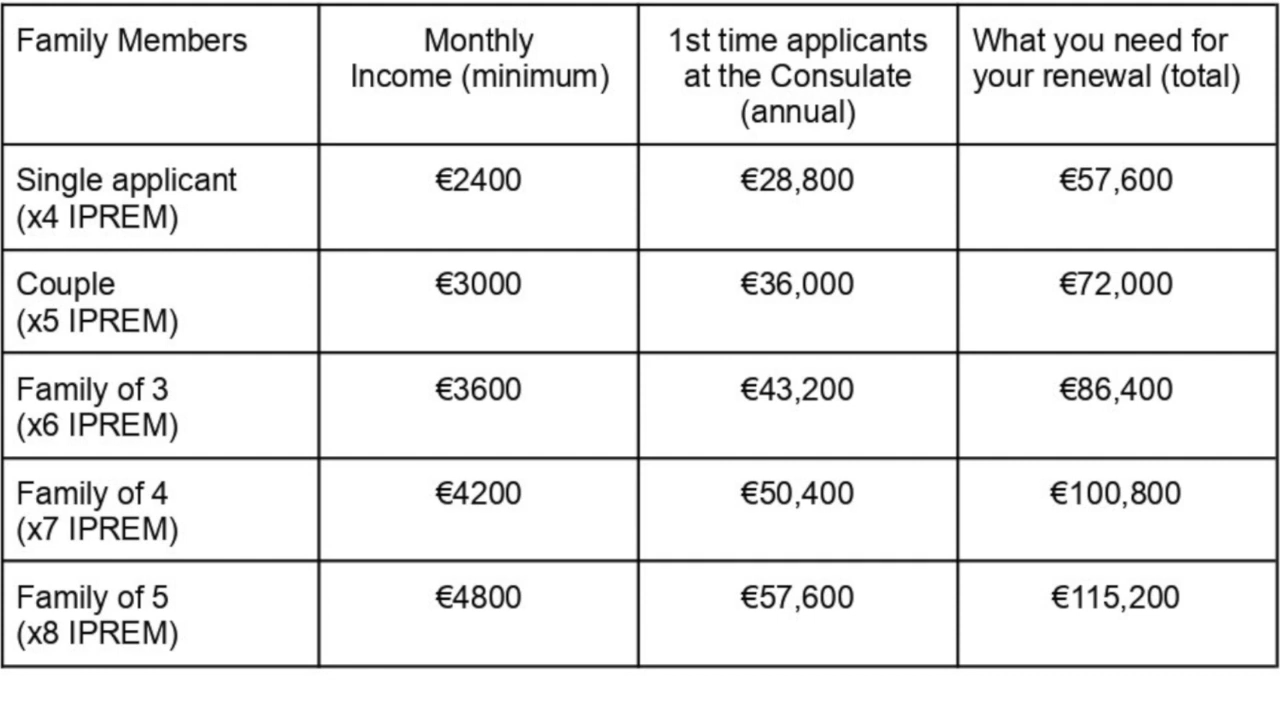 Family Members
Monthly
Income (minimum)
1st time applicants
at the Consulate
(annual)
What you need for
your renewal (total)
Single applicant
(x4 IPREM)
€2400
€28,800
€57,600
Couple
(x5 IPREM)
€3000
€36,000
€72,000
Family of 3
(x6 IPREM)
€3600
€43,200
€86,400
Family of 4
(x7 IPREM)
€4200
€50,400
€100,800
Family of 5
(x8 IPREM)
€4800
€57,600
€115,200